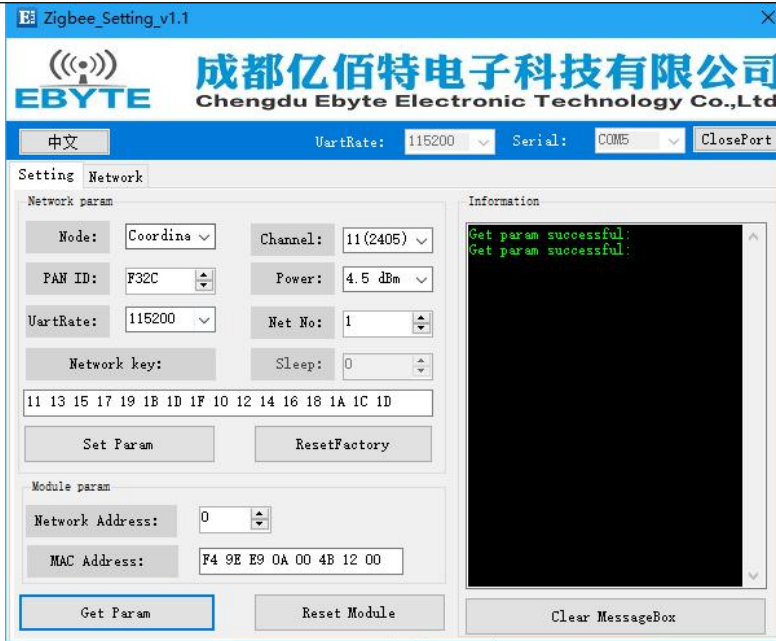 Zigbee_Setting_v1.1
EBYTE
成都亿佰特电子科技有限公司
Chengdu Ebyte Electronic Technology Co.,Ltd
中文 UartRate: 115200 Serial: COM5 ClosePort
Setting Network
Network param
Node: Coordina Channel: 11(2405)
PAN ID: F32C Power: 4.5 dBm
UartRate: 115200 Net No: 1
Network key: Sleep: 0
11 13 15 17 19 1B 1D 1F 10 12 14 16 18 1A 1C 1D
Set Param ResetFactory
Module param
Network Address: 0
MAC Address: F4 9E E9 0A 00 4B 12 00
Get Param Reset Module
Information
Get param successful:
Get param successful:
Clear MessageBox